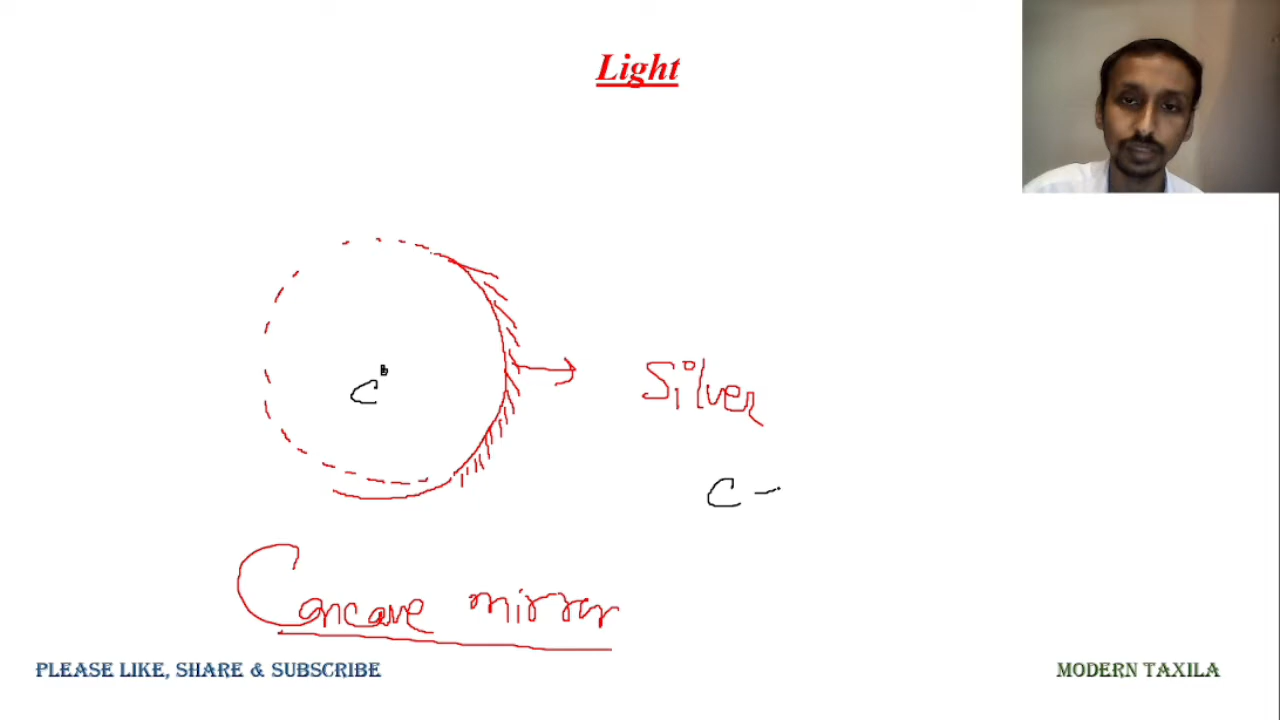 Light
C
Silver
C -
Concave mirror
PLEASE LIKE, SHARE & SUBSCRIBE
MODERN TAXILA